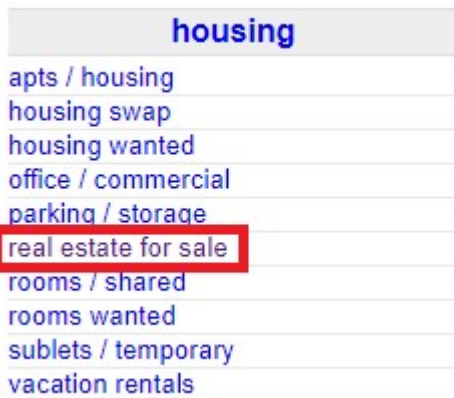 housing
apts / housing
housing swap
housing wanted
office / commercial
parking / storage
real estate for sale
rooms / shared
rooms wanted
sublets / temporary
vacation rentals